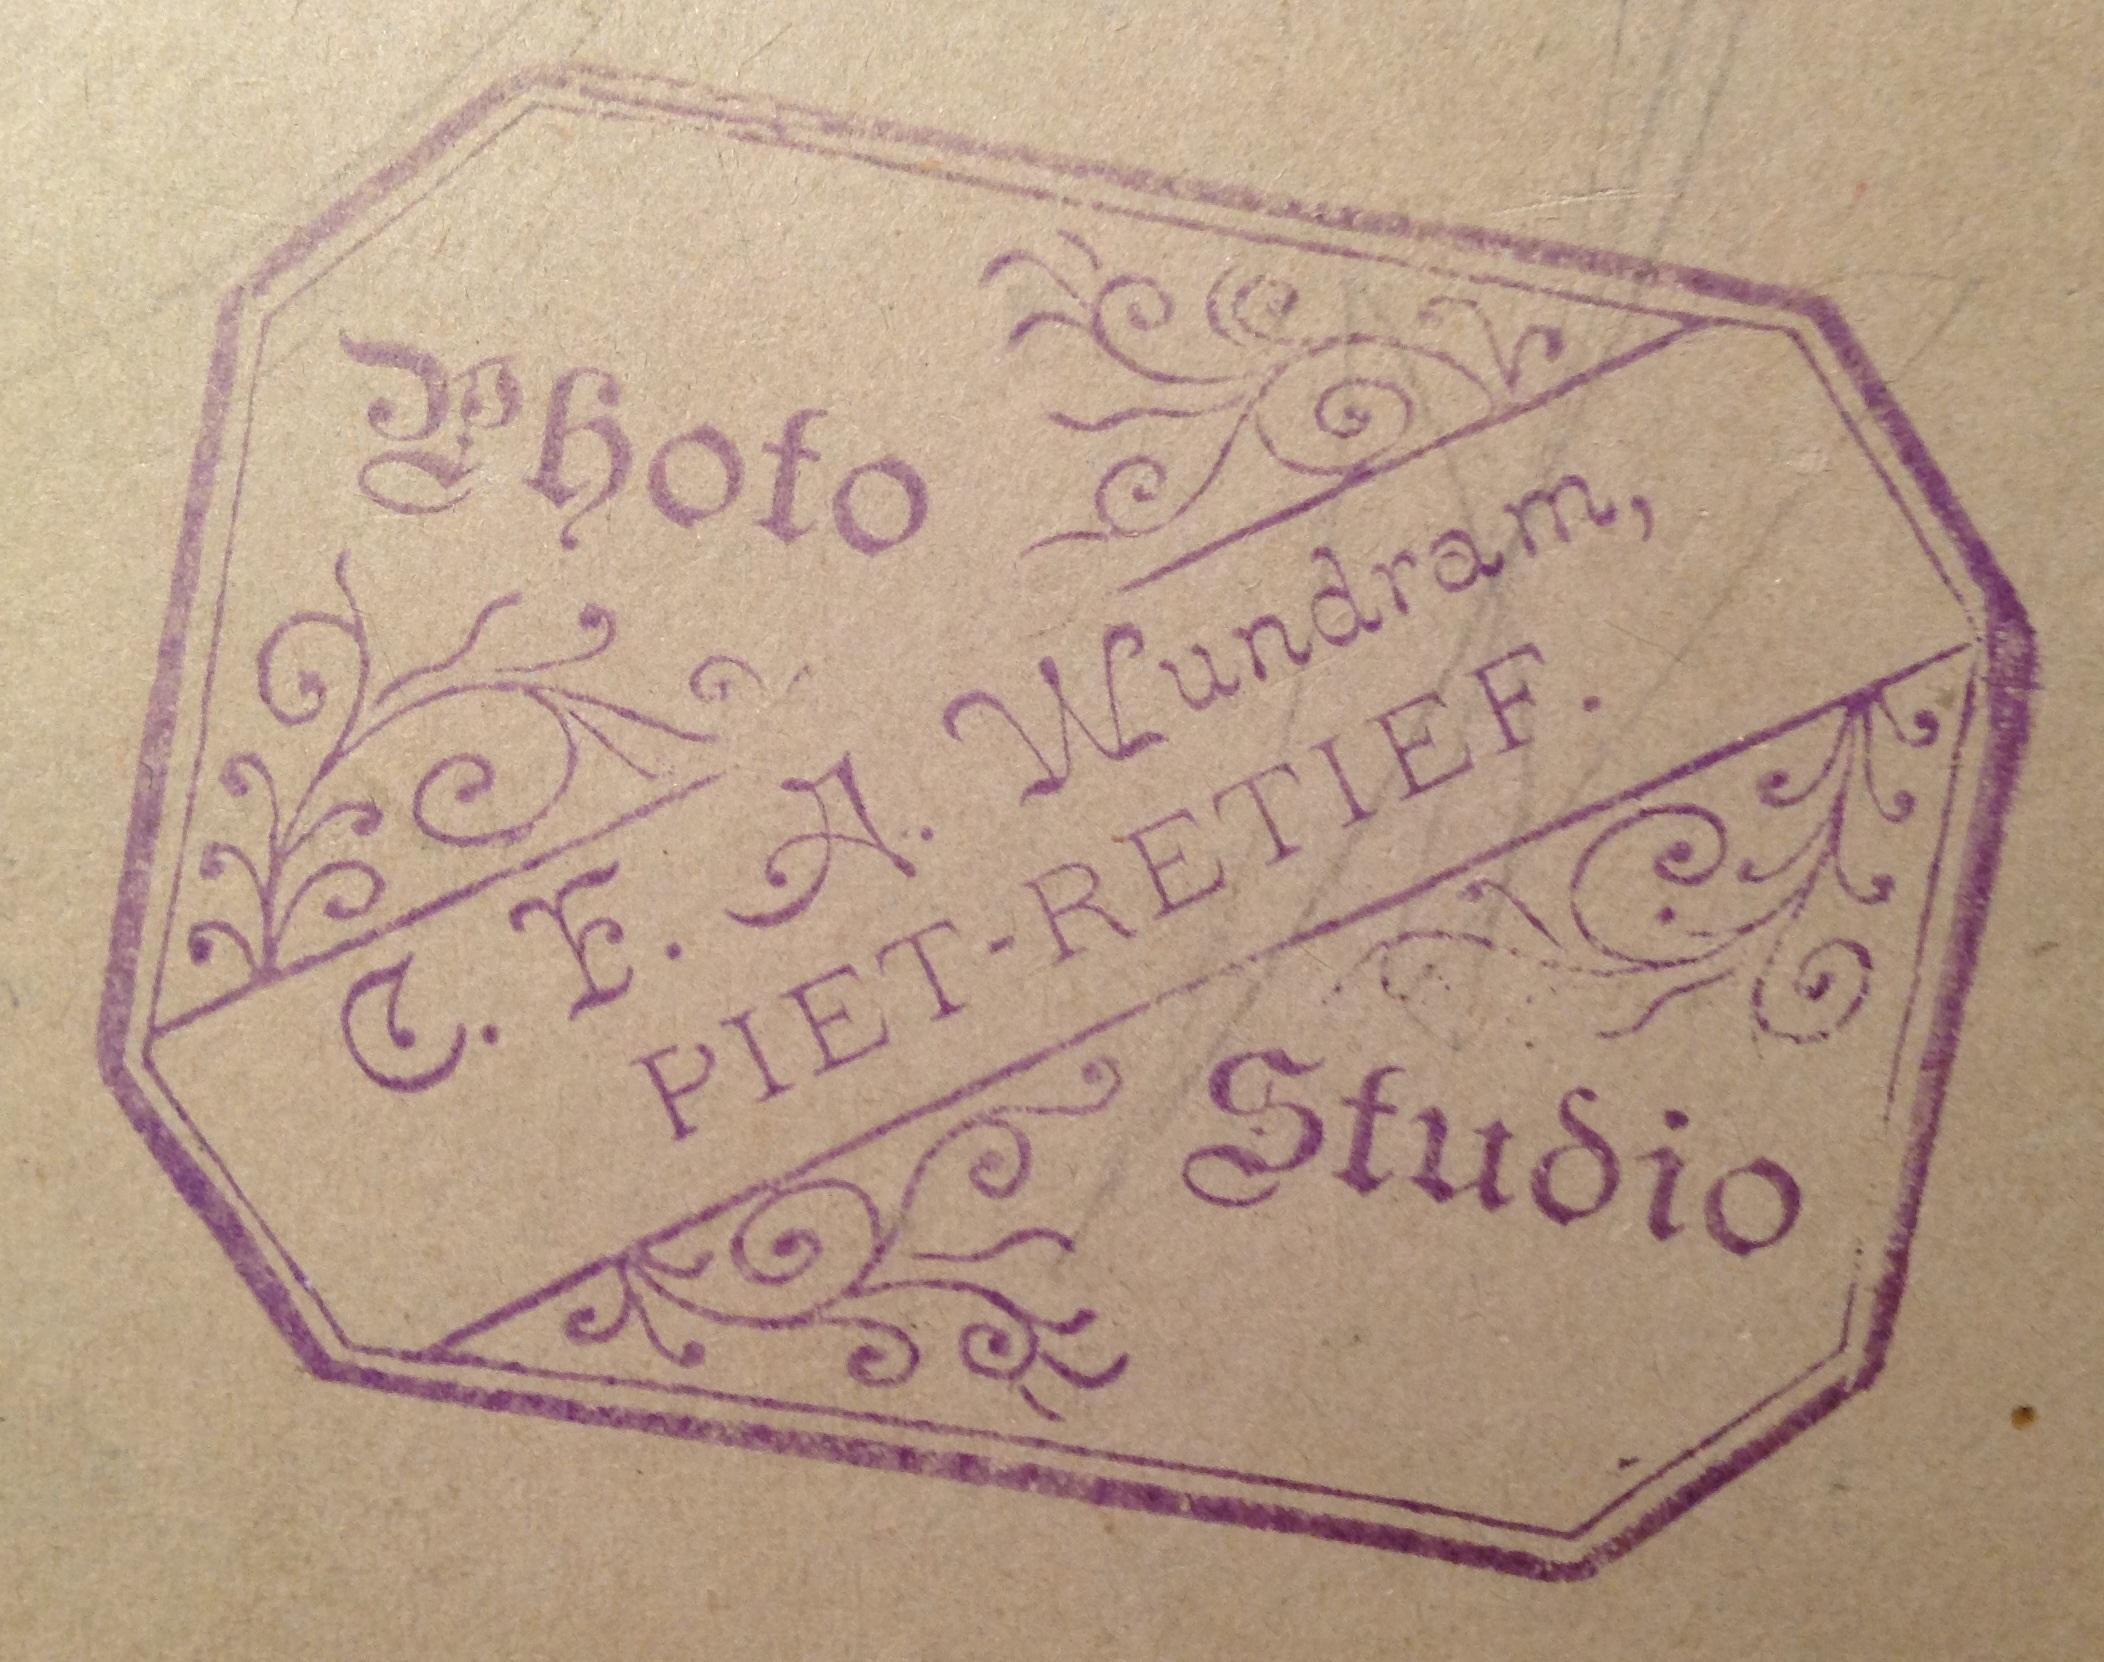 Photo
C. E. A. Wundram,
PIET-RETIEF.
Studio